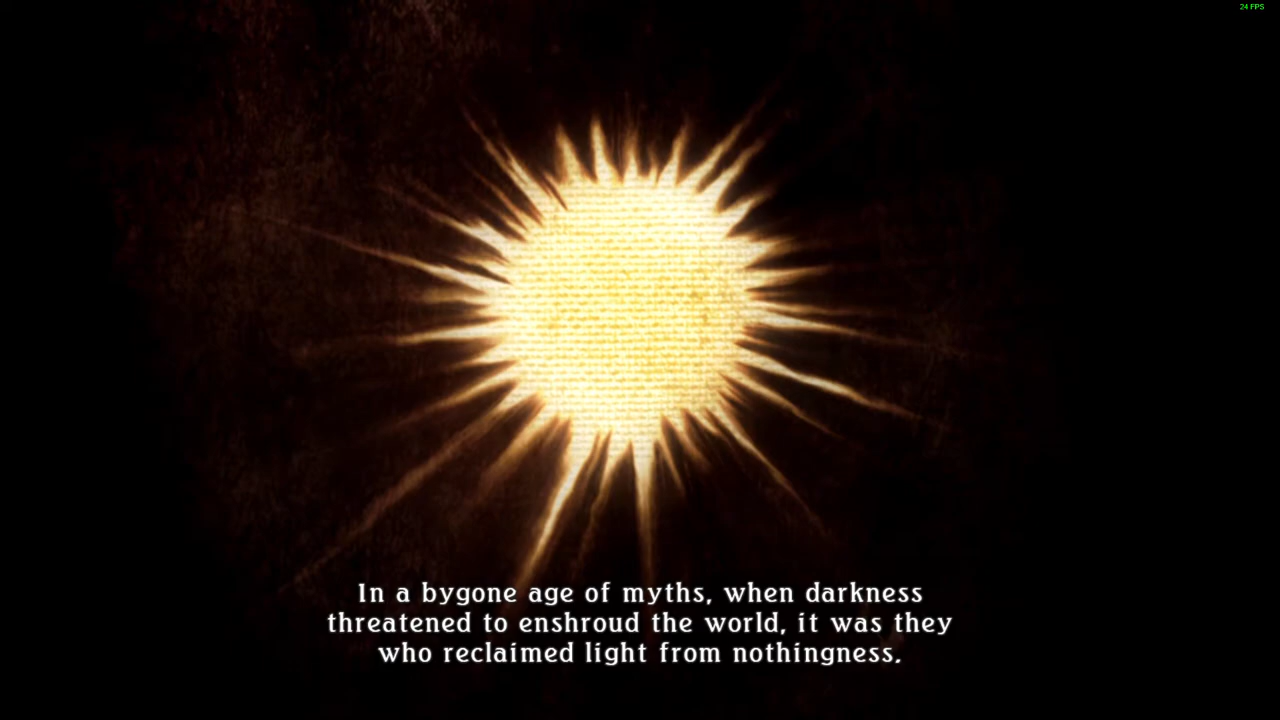 24 FPS
In a bygone age of myths, when darkness
threatened to enshroud the world, it was they
who reclaimed light from nothingness.